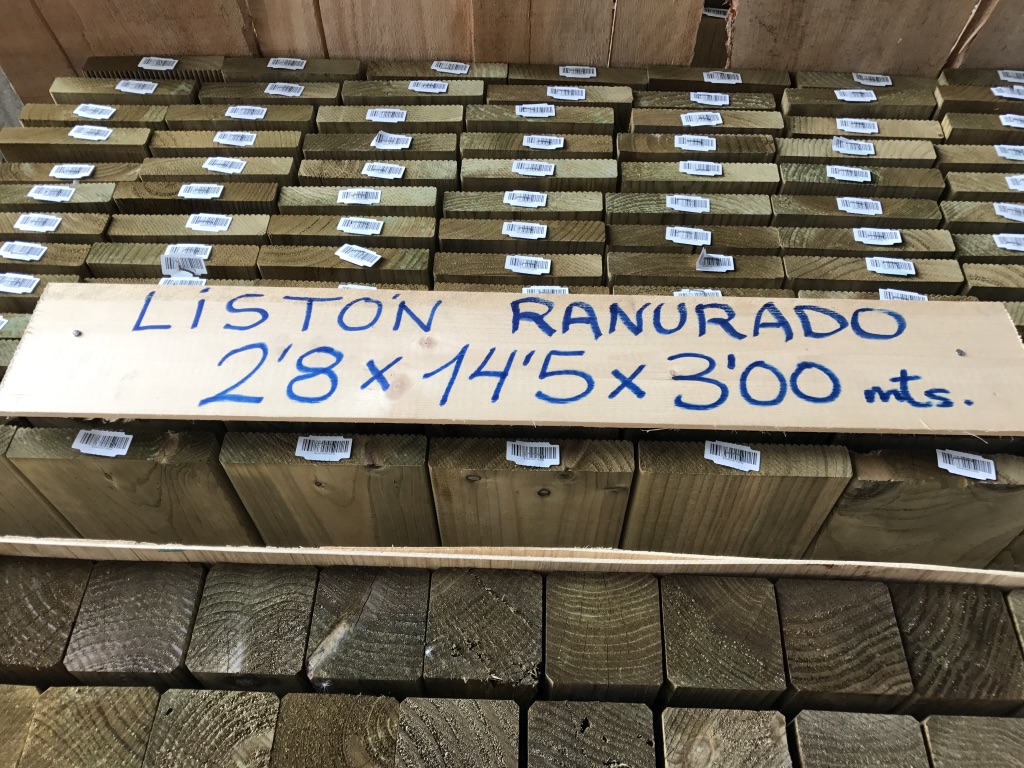 LISTÓN RANURADO
2'8 x 14'5 x 3'00 mts.